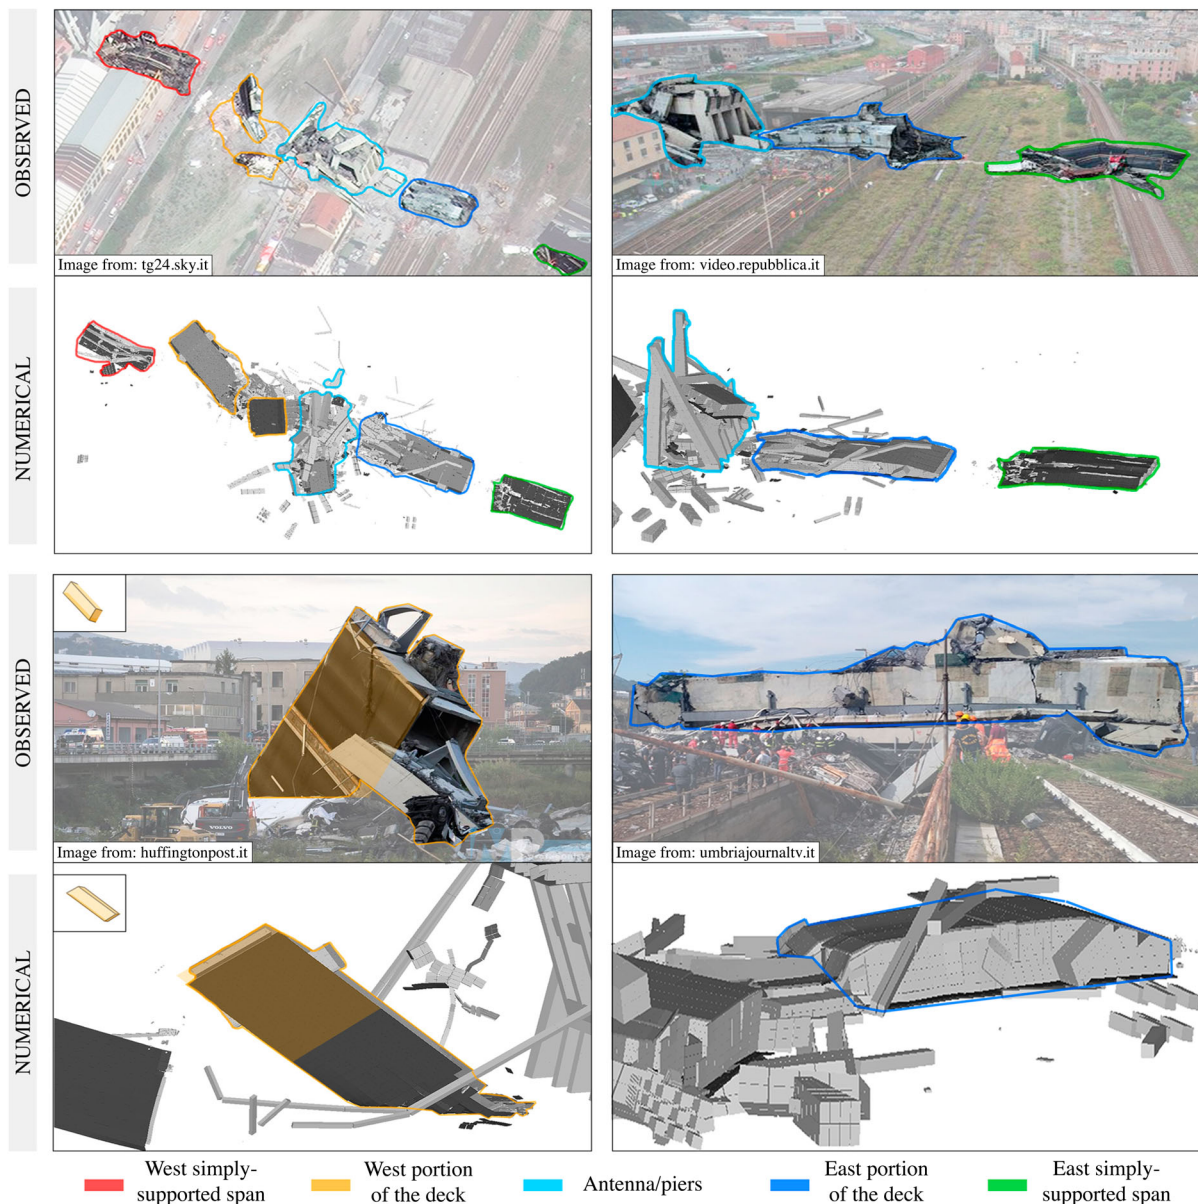 OBSERVED
Image from: tg24.sky.it
Image from: video.repubblica.it
NUMERICAL
OBSERVED
VOLVO
Image from: huffingtonpost.it
Image from: umbriajournaltv.it
NUMERICAL
West simply-
supported span
West portion
of the deck
Antenna/piers
East portion
of the deck
East simply-
supported span